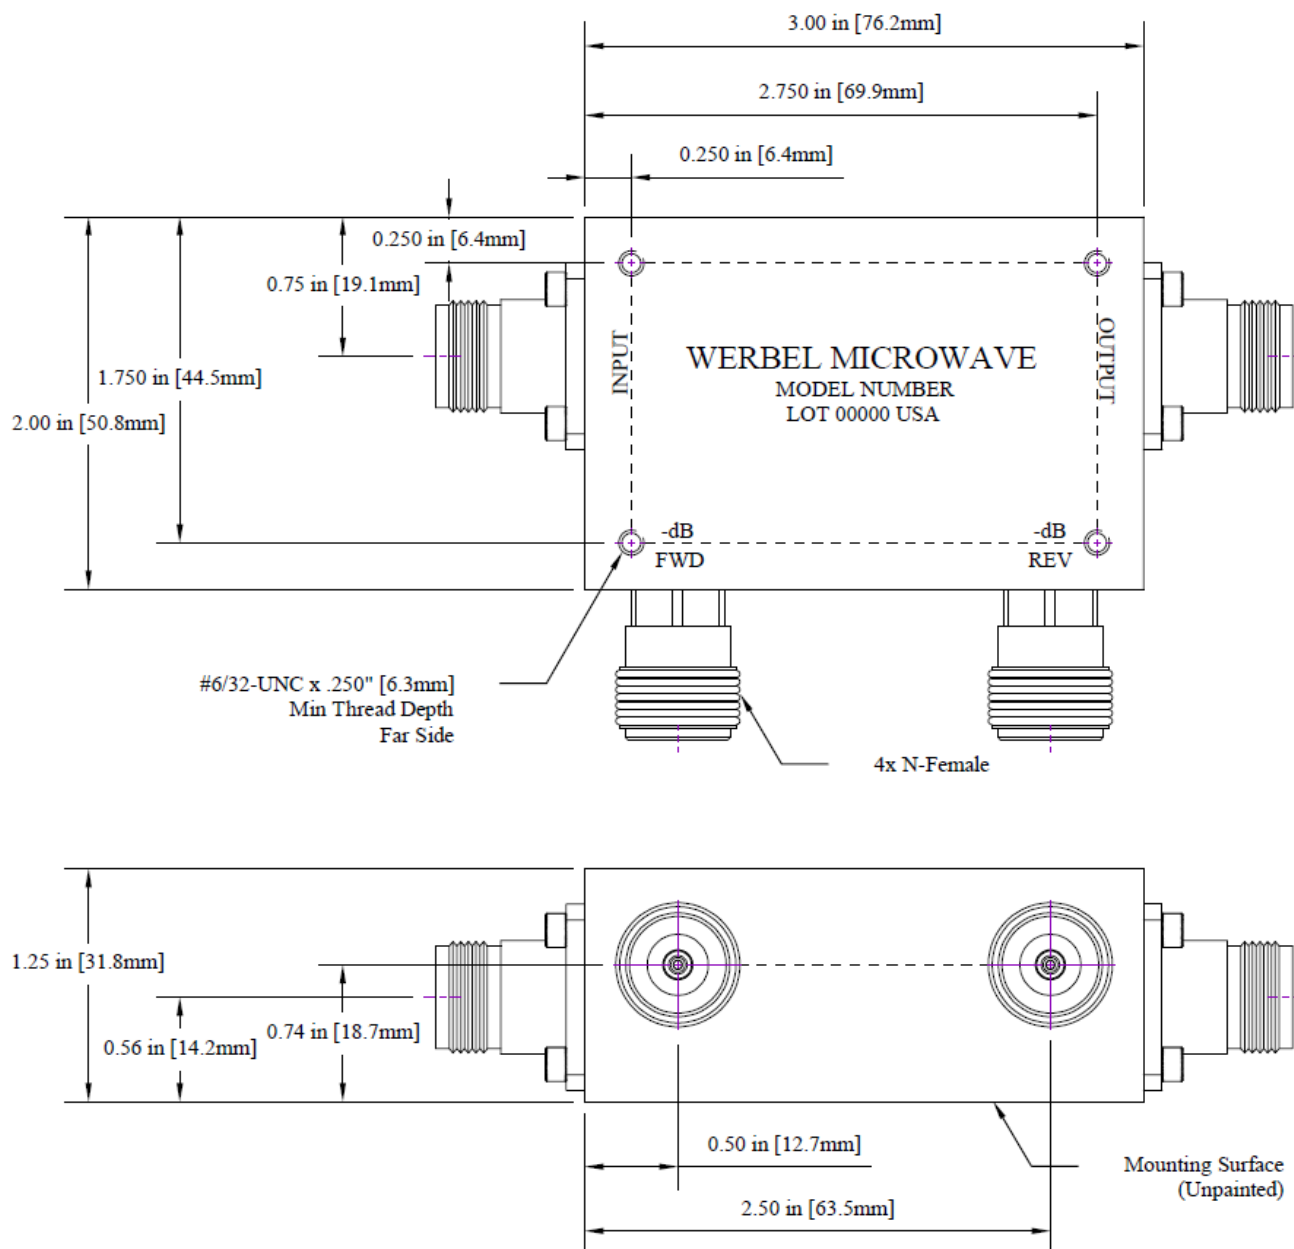 3.00 in [76.2mm]
2.750 in [69.9mm]
0.250 in [6.4mm]
0.250 in [6.4mm]
0.75 in [19.1mm]
1.750 in [44.5mm]
2.00 in [50.8mm]
INPUT
WERBEL MICROWAVE
MODEL NUMBER
LOT 00000 USA
OUTPUT
-dB
FWD
-dB
REV
#6/32-UNC x .250" [6.3mm]
Min Thread Depth
Far Side
4x N-Female
1.25 in [31.8mm]
0.74 in [18.7mm]
0.56 in [14.2mm]
0.50 in [12.7mm]
2.50 in [63.5mm]
Mounting Surface
(Unpainted)